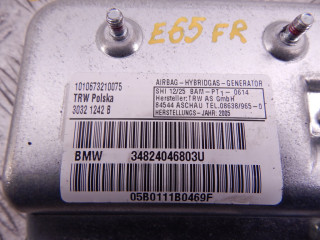 E65 FR
1010673210075
TRW Polska
3032 1242 B
AIRBAG-HYBRIDGAS-GENERATOR
SHI 12/25 BAM-PT1-0614
Hersteller:TRW AS GmbH
84544 ASCHAU TEL.08638/965-0
HERSTELLUNGS-JAHR. 2005
BMW 34824046803U
05B0111B0469F